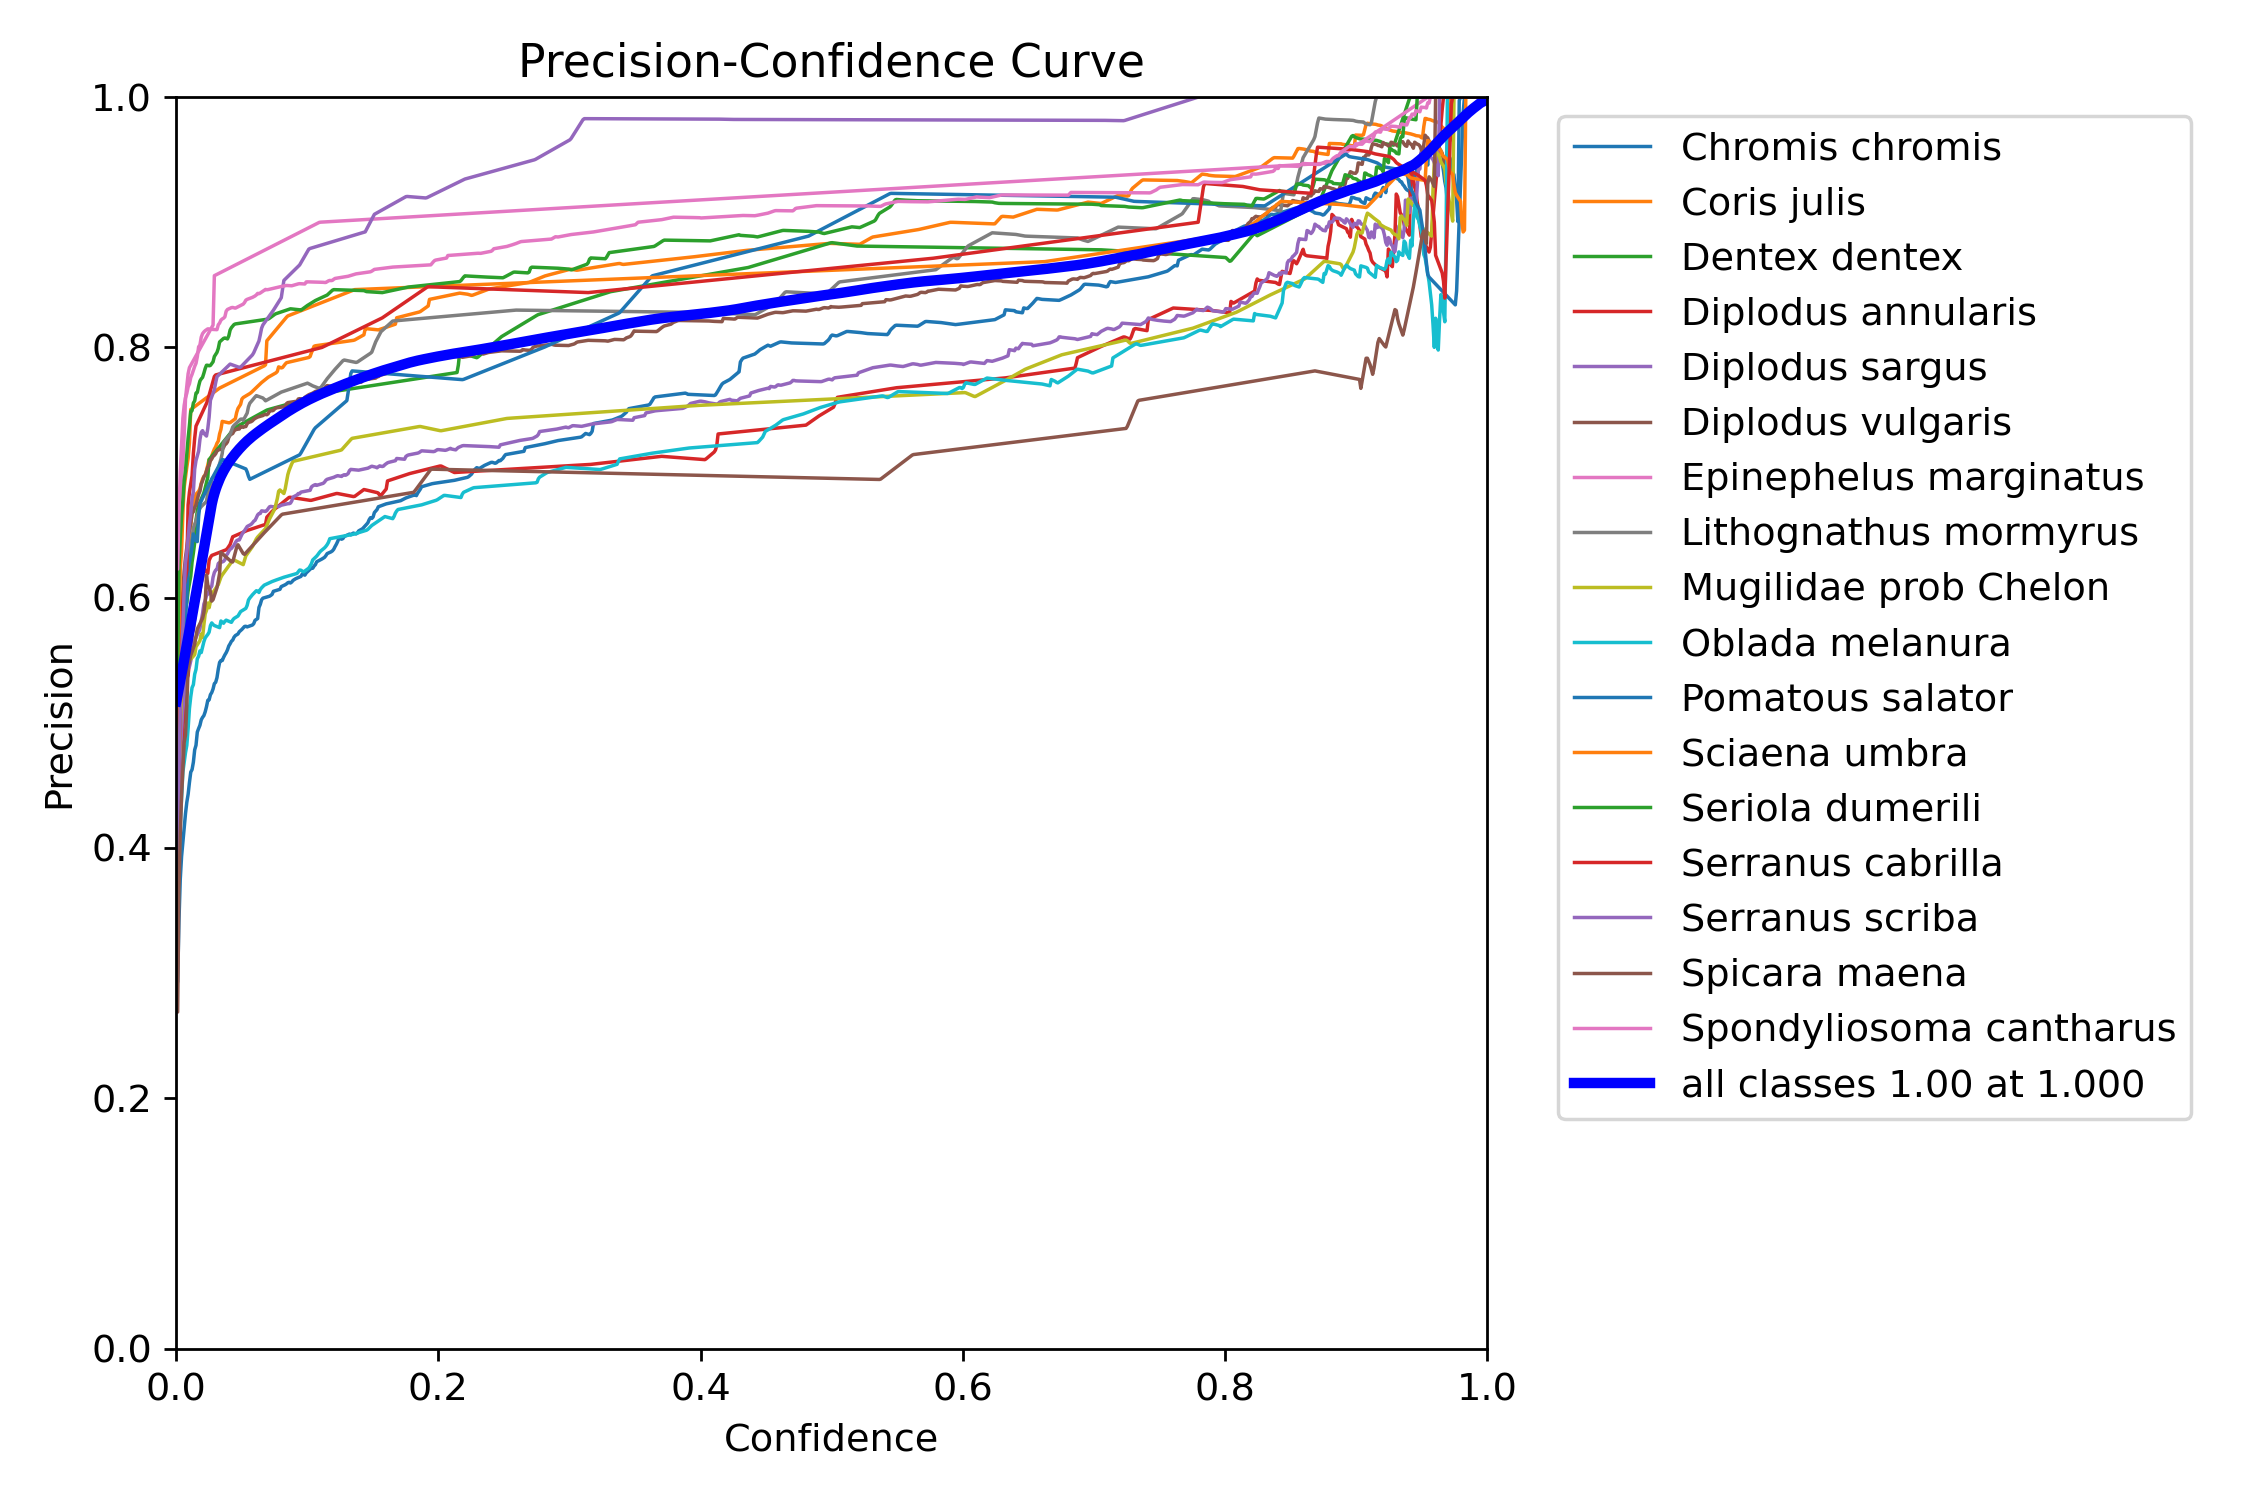 Precision-Confidence Curve
1.0
0.8
0.6
0.4
0.2
0.0
Precision
0.0 0.2 0.4 0.6 0.8 1.0
Confidence
Chromis chromis
Coris julis
Dentex dentex
Diplodus annularis
Diplodus sargus
Diplodus vulgaris
Epinephelus marginatus
Lithognathus mormyrus
Mugilidae prob Chelon
Oblada melanura
Pomatous salator
Sciaena umbra
Seriola dumerili
Serranus cabrilla
Serranus scriba
Spicara maena
Spondyliosoma cantharus
all classes 1.00 at 1.000